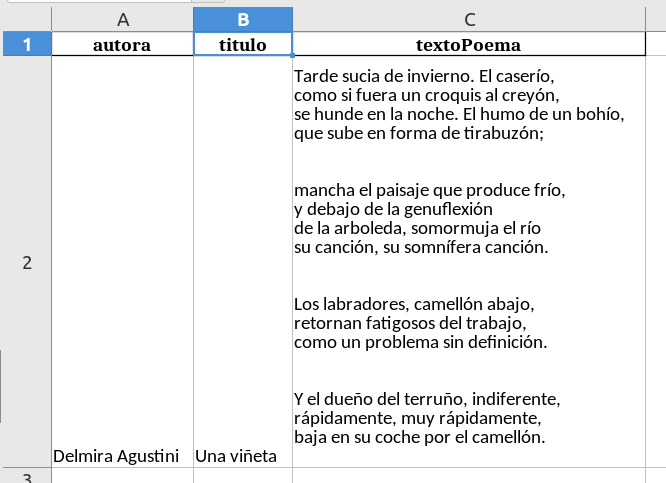 A B C
1 autora titulo textoPoema
Tarde sucia de invierno. El caserío,
como si fuera un croquis al creyón,
se hunde en la noche. El humo de un bohío,
que sube en forma de tirabuzón;
mancha el paisaje que produce frío,
y debajo de la genuflexión
de la arboleda, somormuja el río
su canción, su somnífera canción.
2
Los labradores, camellón abajo,
retornan fatigosos del trabajo,
como un problema sin definición.
Y el dueño del terruño, indiferente,
rápidamente, muy rápidamente,
baja en su coche por el camellón.
Delmira Agustini Una viñeta
3